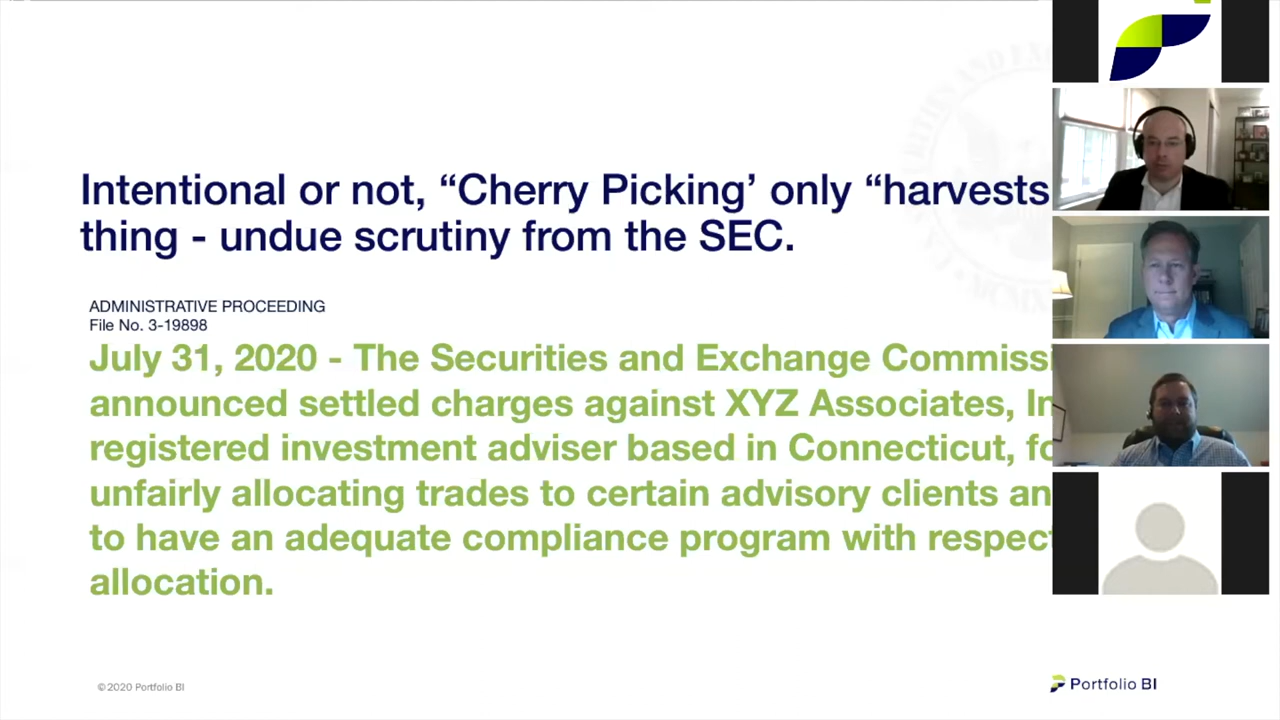 Intentional or not, “Cherry Picking’ only “harvests
thing - undue scrutiny from the SEC.
ADMINISTRATIVE PROCEEDING
File No. 3-19898
July 31, 2020 - The Securities and Exchange Commissi
announced settled charges against XYZ Associates, In
registered investment adviser based in Connecticut, fo
unfairly allocating trades to certain advisory clients an
to have an adequate compliance program with respect
allocation.
©2020 Portfolio BI
Portfolio BI